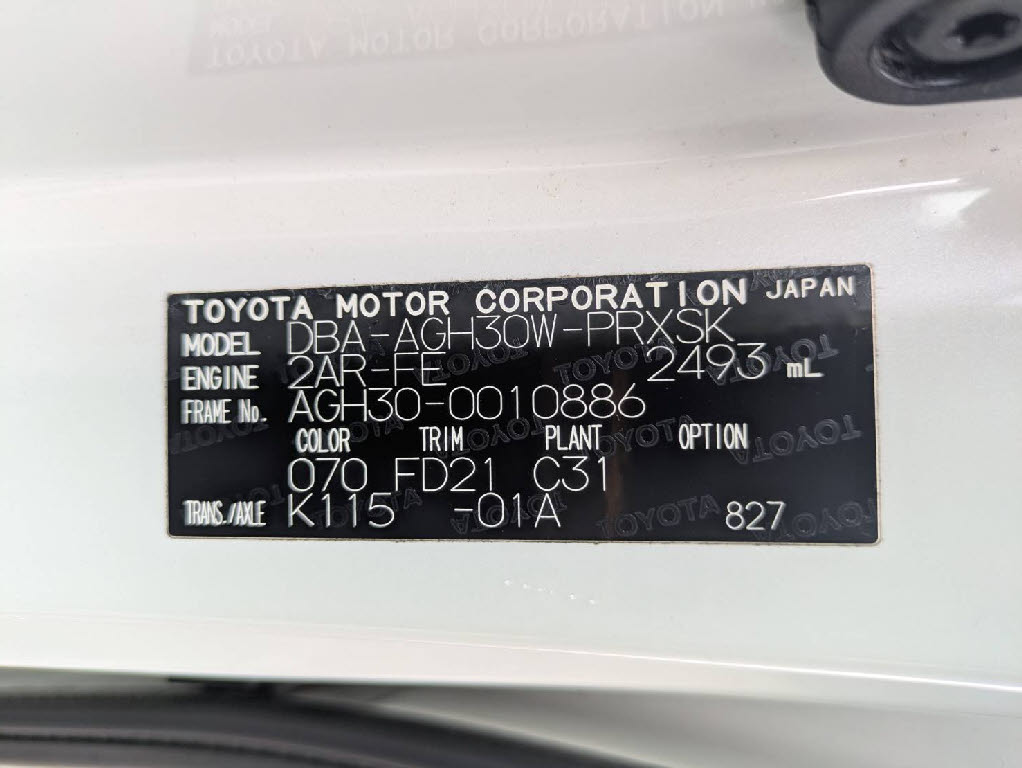 TOYOTA MOTOR CORPORATION JAPAN
MODEL DBA-AGH30W-PRXSK
ENGINE 2AR-FE 2493 mL
FRAME No. AGH30-0010886
COLOR TRIM PLANT OPTION
070 FD21 C31
TRANS./AXLE K115 -01A 827